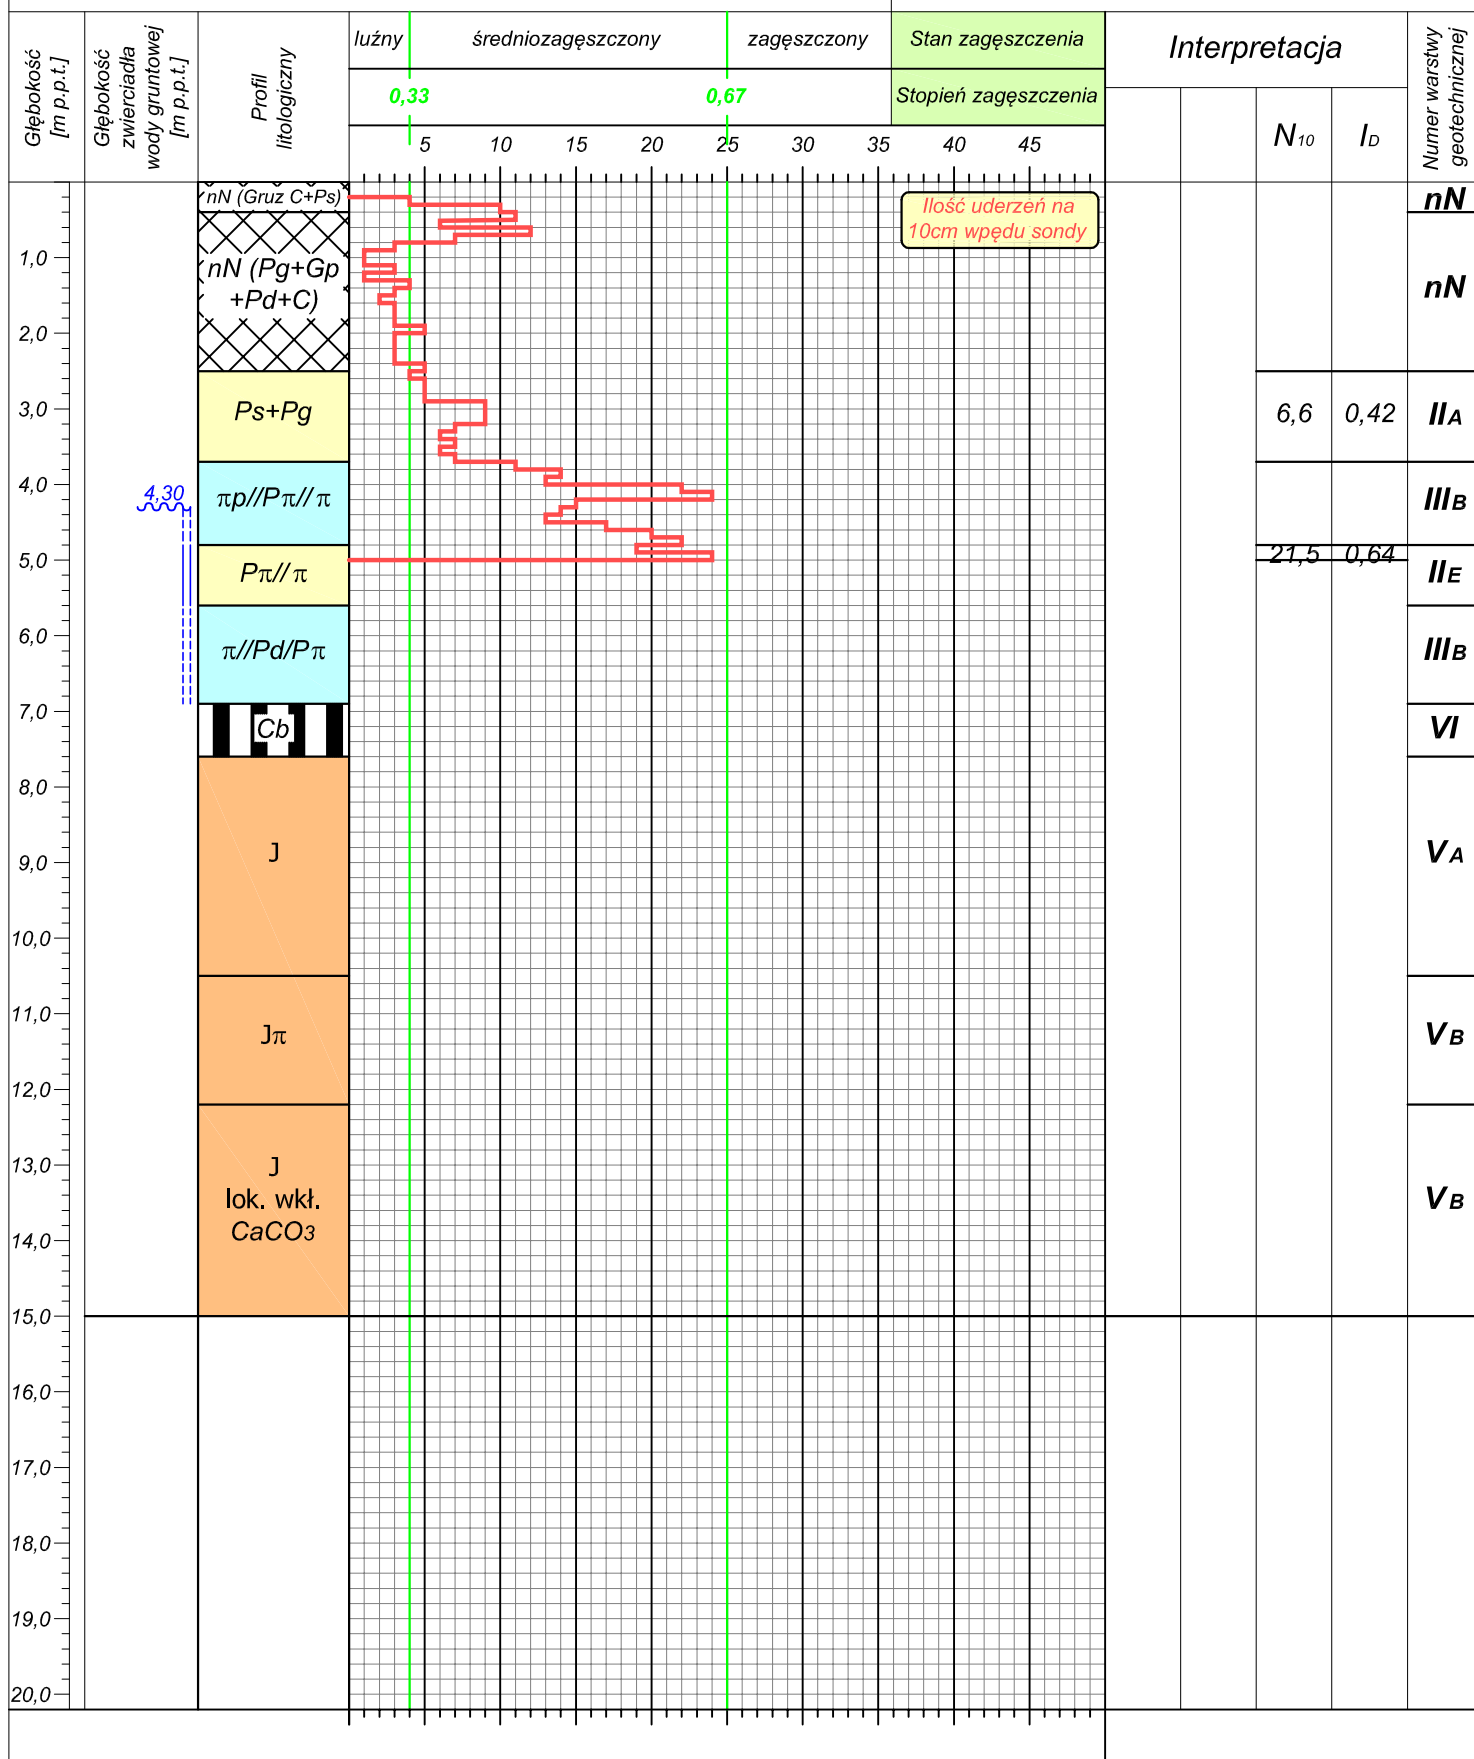 Głębokość
[m p.p.t.]
Głębokość
zwierciadła
wody gruntowej
[m p.p.t.]
Profil
litologiczny
luźny średniozagęszczony zagęszczony Stan zagęszczenia
0,33 0,67 Stopień zagęszczenia
5 10 15 20 25 30 35 40 45
Interpretacja
N10 ID
Numer warstwy
geotechnicznej
Ilość uderzeń na
10cm wpędu sondy
nN (Gruz C+Ps) nN
1,0
nN (Pg+Gp
+Pd+C) nN
2,0
3,0 Ps+Pg 6,6 0,42 IIA
4,0
4,30 πp//Pπ//π IIIB
5,0 21,5 0,64
Pπ//π IIE
6,0 π//Pd/Pπ IIIB
7,0 Cb VI
8,0
9,0 J VA
10,0
11,0 Jπ VB
12,0
13,0 J
lok. wkł. VB
CaCO3
14,0
15,0
16,0
17,0
18,0
19,0
20,0